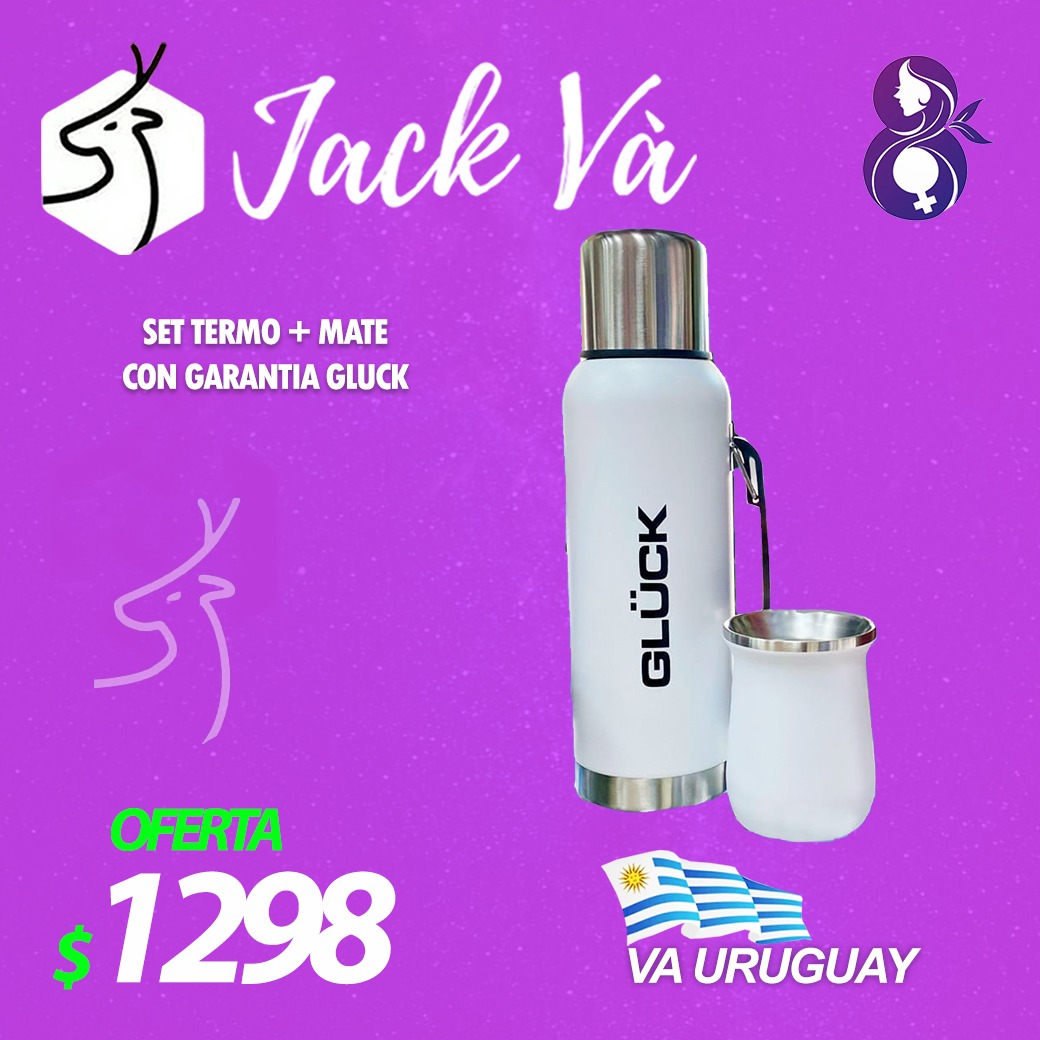 Jack Và
SET TERMO + MATE
CON GARANTIA GLUCK
GLÜCK
OFERTA
$ 1298
VA URUGUAY